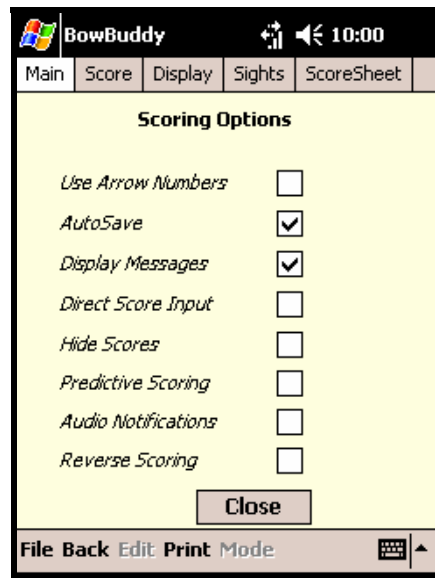 BowBuddy 10:00
Main Score Display Sights ScoreSheet
Scoring Options
Use Arrow Numbers
AutoSave
Display Messages
Direct Score Input
Hide Scores
Predictive Scoring
Audio Notifications
Reverse Scoring
Close
File Back Edit Print Mode